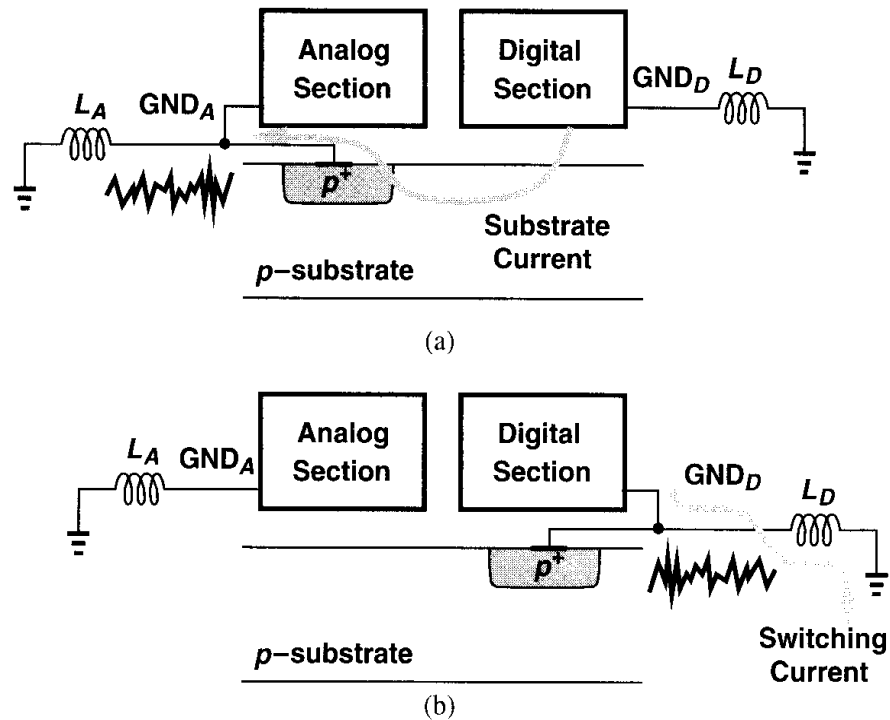 Analog
Section
Digital
Section
L_A
GND_A
GND_D
L_D
p+
Substrate
Current
p–substrate
(a)
Analog
Section
Digital
Section
L_A
GND_A
GND_D
L_D
p+
Switching
Current
p–substrate
(b)